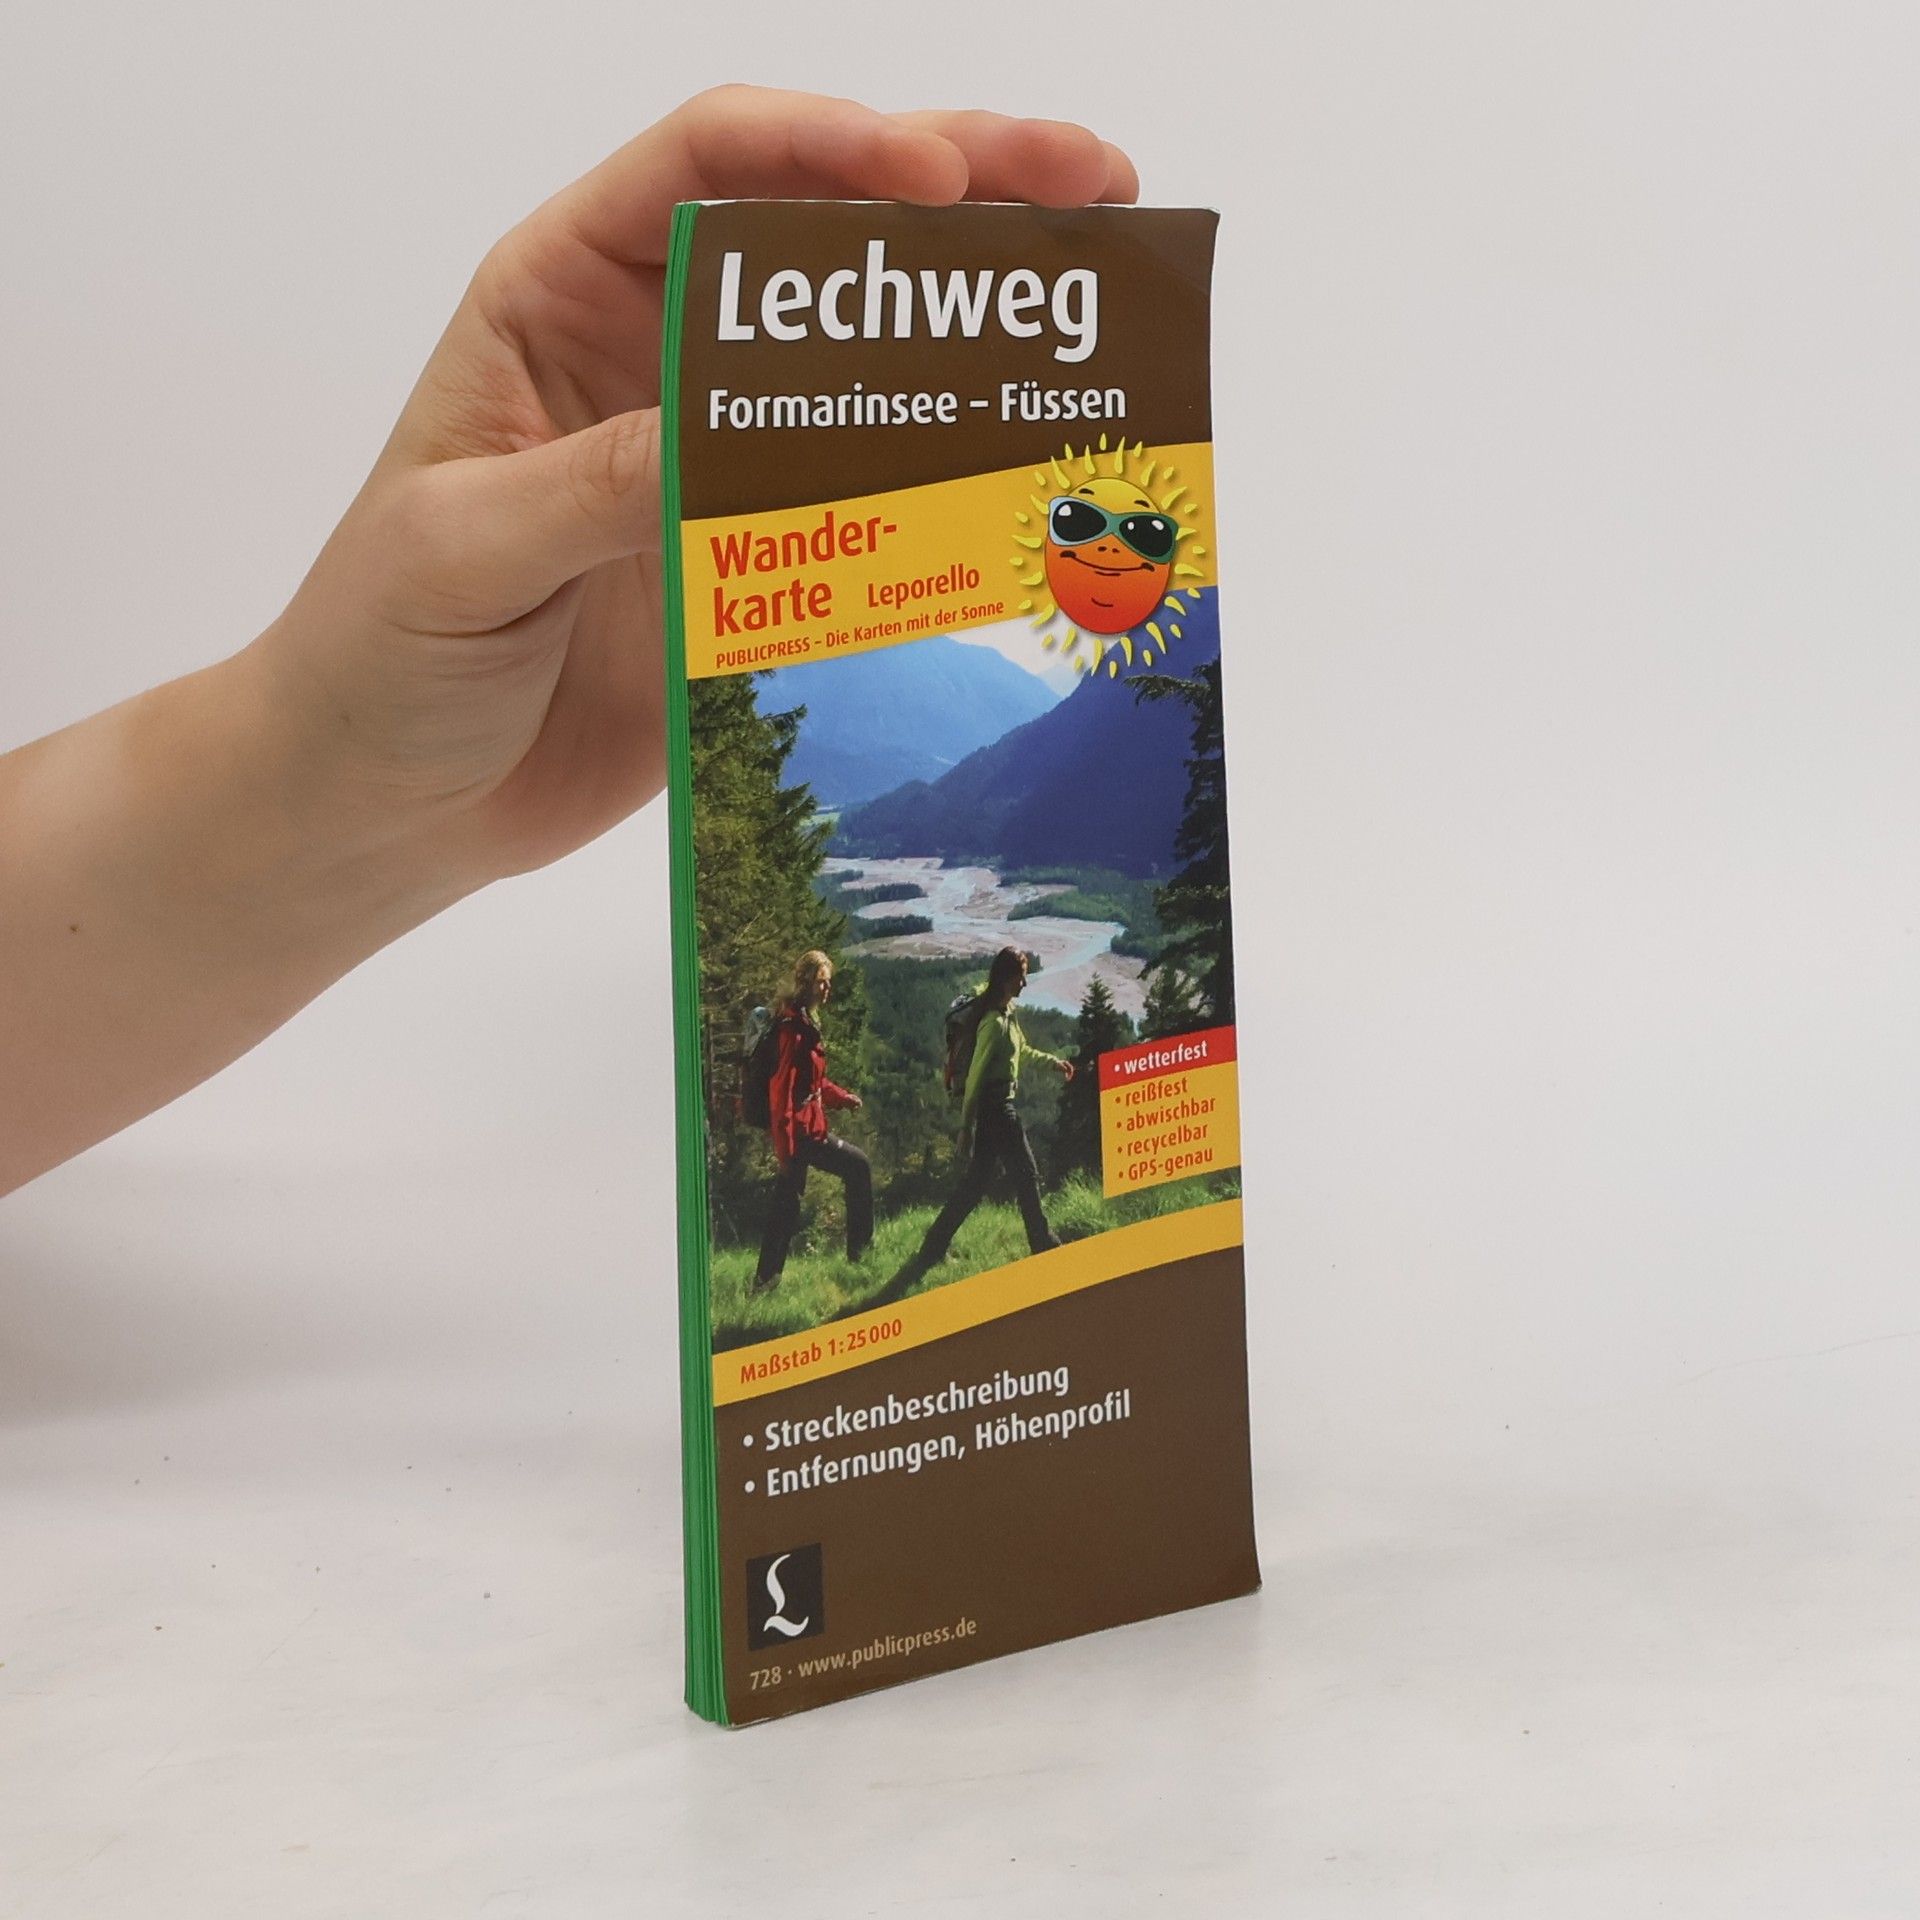 Lechweg
Formarinsee – Füssen
Wander-
karte Leporello
PUBLICPRESS – Die Karten mit der Sonne
• wetterfest
• reißfest
• abwischbar
• recycelbar
• GPS-genau
Maßstab 1:25 000
• Streckenbeschreibung
• Entfernungen, Höhenprofil
L
728 · www.publicpress.de